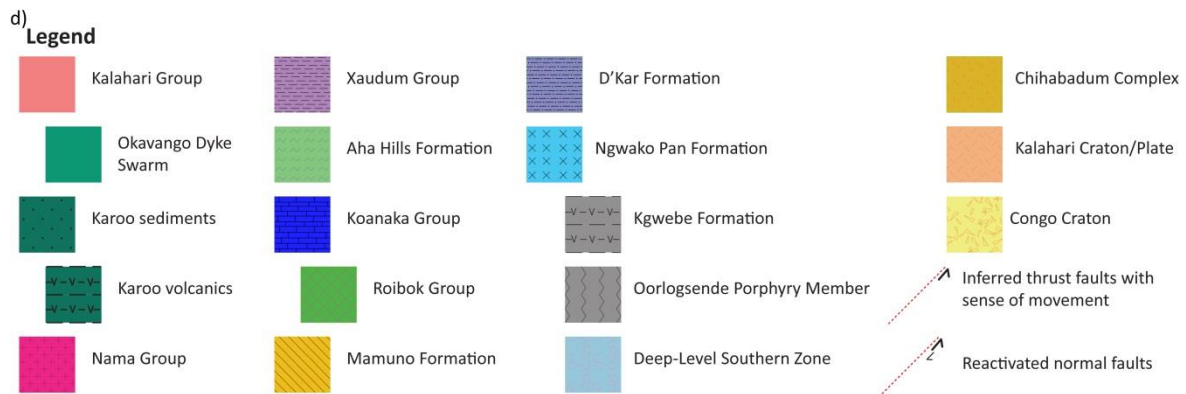 d)
Legend
Kalahari Group
Okavango Dyke
Swarm
Karoo sediments
Karoo volcanics
Nama Group
Xaudum Group
Aha Hills Formation
Koanaka Group
Roibok Group
Mamuno Formation
D'Kar Formation
Ngwako Pan Formation
Kgwebe Formation
Oorlogsende Porphyry Member
Deep-Level Southern Zone
Chihabadum Complex
Kalahari Craton/Plate
Congo Craton
Inferred thrust faults with
sense of movement
Reactivated normal faults